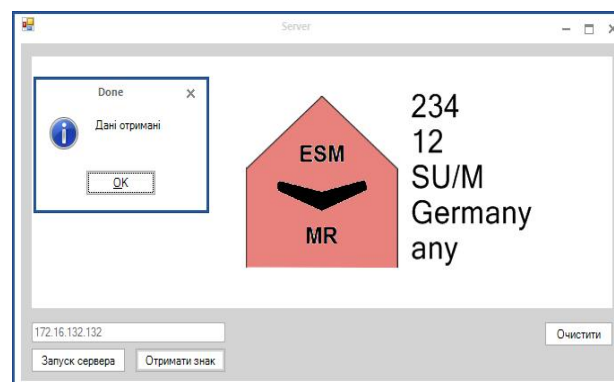 Server
Done
Дані отримані
OK
ESM
MR
234
12
SU/M
Germany
any
172.16.132.132
Очистити
Запуск сервера
Отримати знак